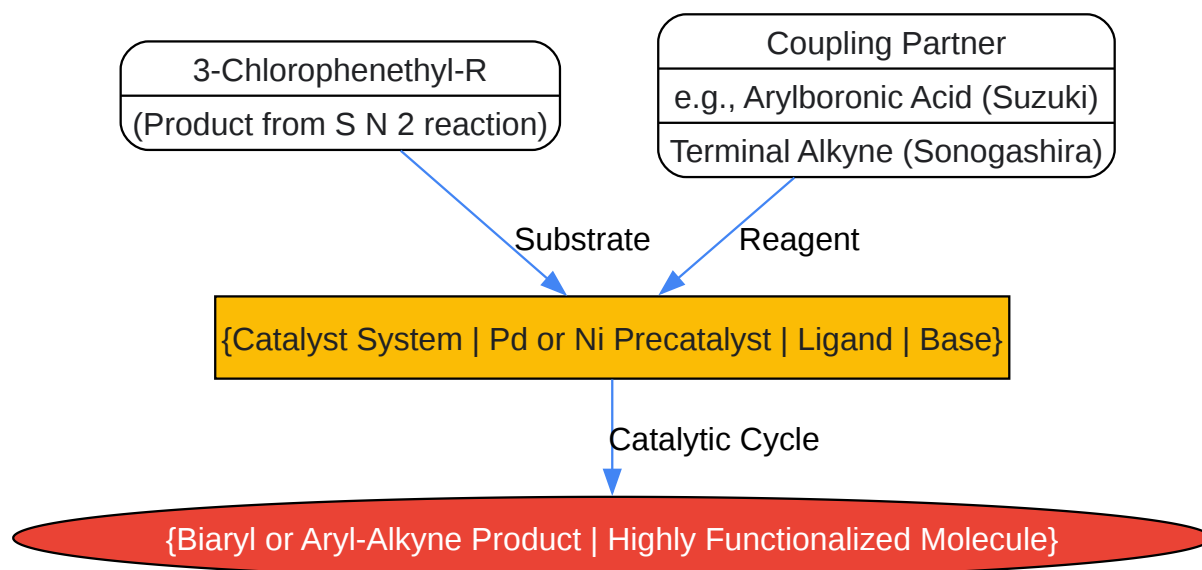 3-Chlorophenethyl-R
(Product from S N 2 reaction)
Coupling Partner
e.g., Arylboronic Acid (Suzuki)
Terminal Alkyne (Sonogashira)
Substrate
Reagent
{Catalyst System | Pd or Ni Precatalyst | Ligand | Base}
Catalytic Cycle
{Biaryl or Aryl-Alkyne Product | Highly Functionalized Molecule}